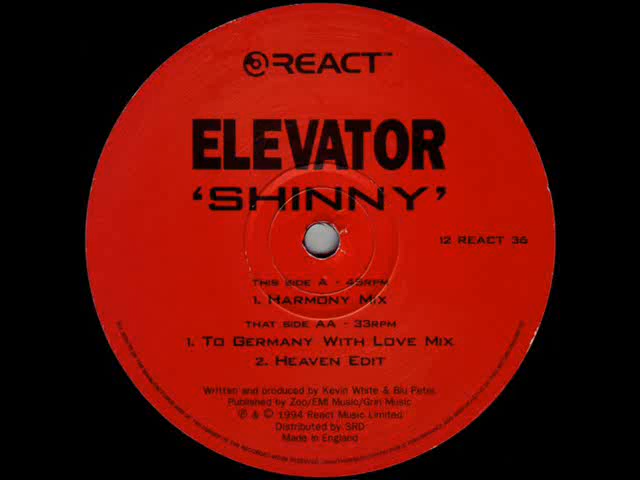 REACT™
ELEVATOR
'SHINNY'
12 REACT 36
THIS SIDE A - 45RPM
1. HARMONY MIX
THAT SIDE AA - 33RPM
1. TO GERMANY WITH LOVE MIX
2. HEAVEN EDIT
Written and produced by Kevin White & Blu Peter.
Published by Zoo/EMI Music/Grin Music
℗ & © 1994 React Music Limited.
Distributed by SRD
Made in England